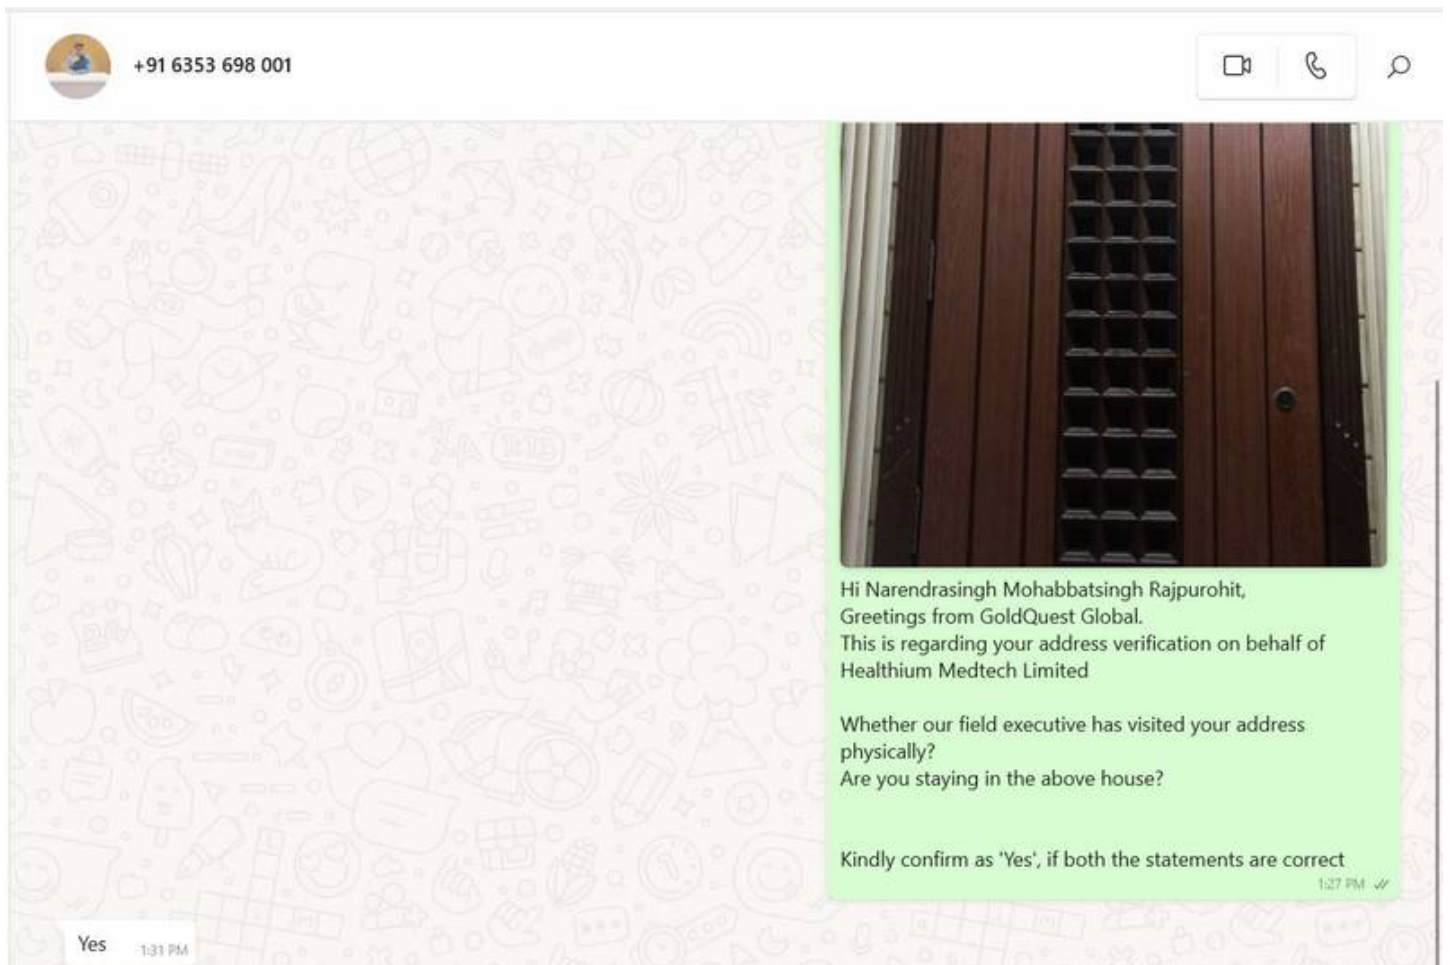 +91 6353 698 001
Hi Narendrasingh Mohabbatsingh Rajpurohit,
Greetings from GoldQuest Global.
This is regarding your address verification on behalf of
Healthium Medtech Limited
Whether our field executive has visited your address
physically?
Are you staying in the above house?
Kindly confirm as 'Yes', if both the statements are correct
1:27 PM
Yes 1:31 PM